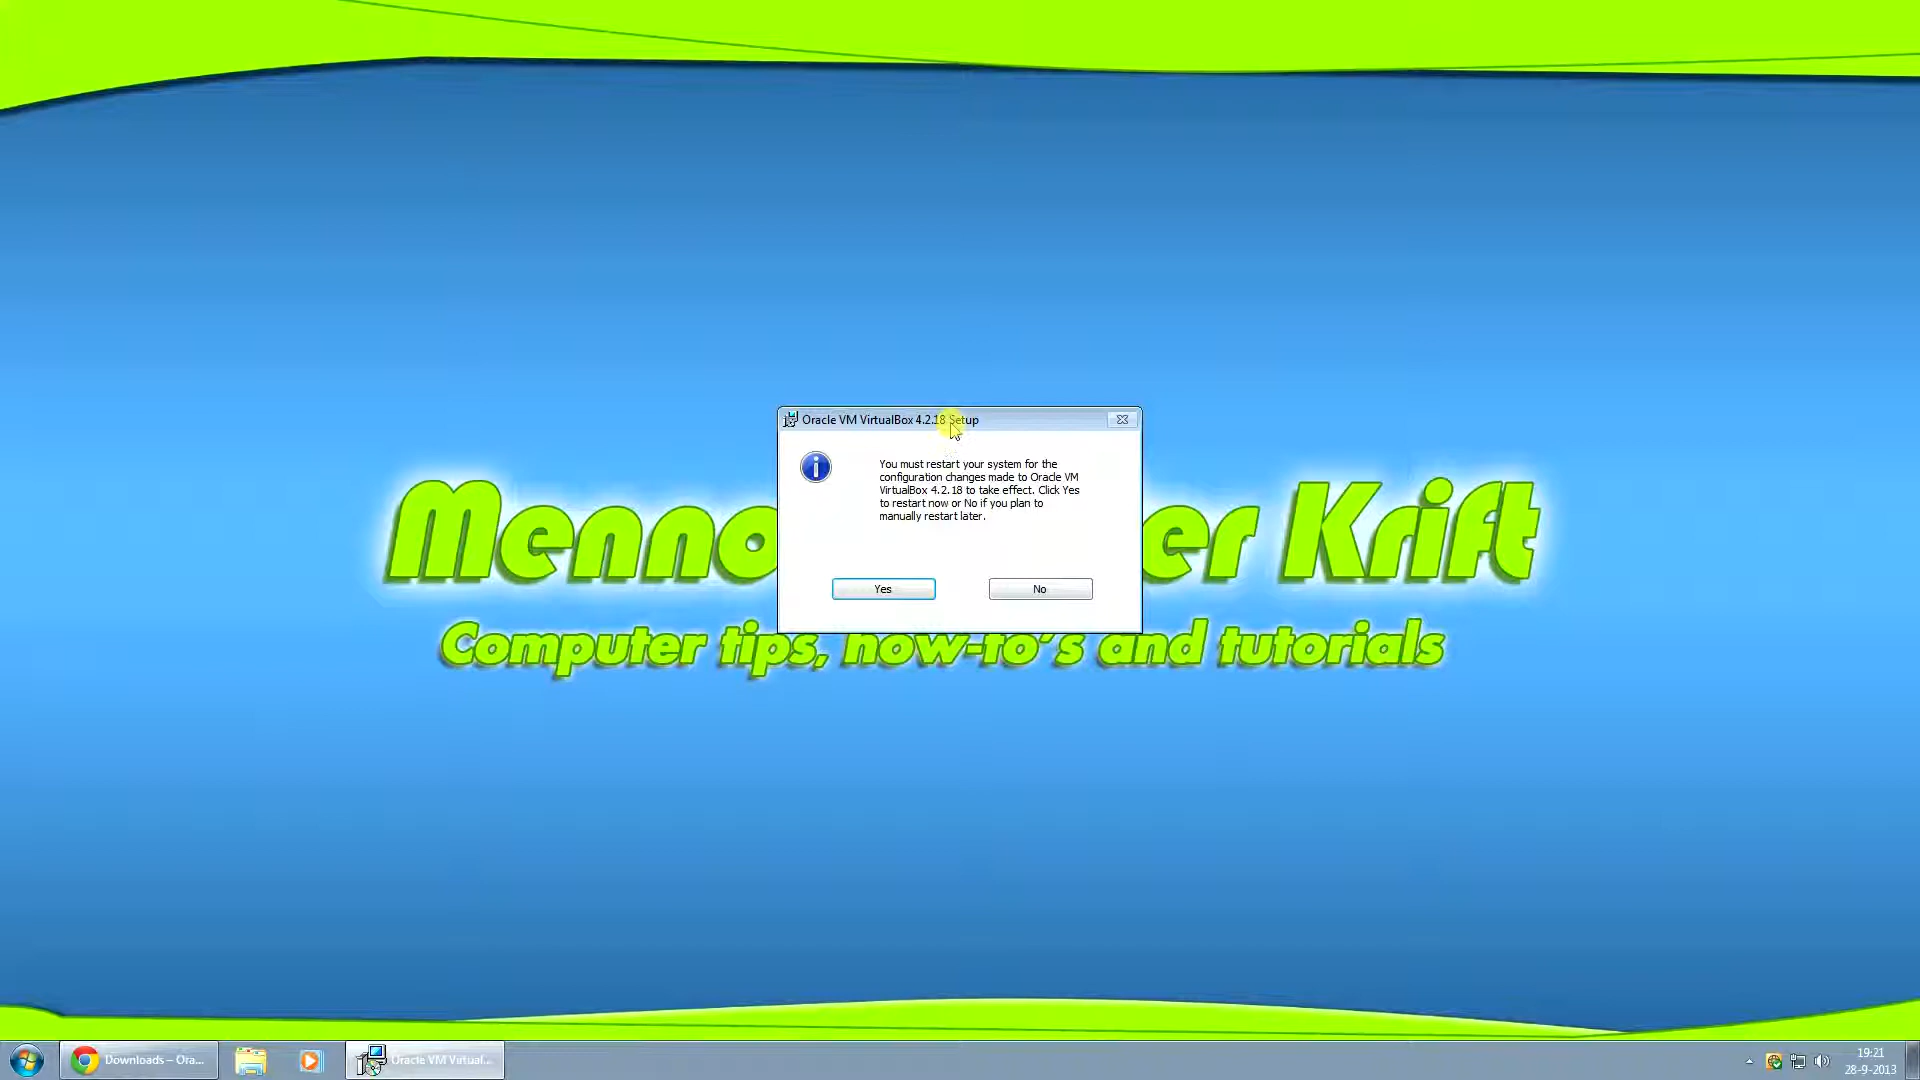 Oracle VM VirtualBox 4.2.18 Setup
You must restart your system for the
configuration changes made to Oracle VM
VirtualBox 4.2.18 to take effect. Click Yes
to restart now or No if you plan to
manually restart later.
Yes No
Menno er Krift
Computer tips, how-to's and tutorials
Downloads – Ora...
Oracle VM Virtual...
19:21
28-9-2013